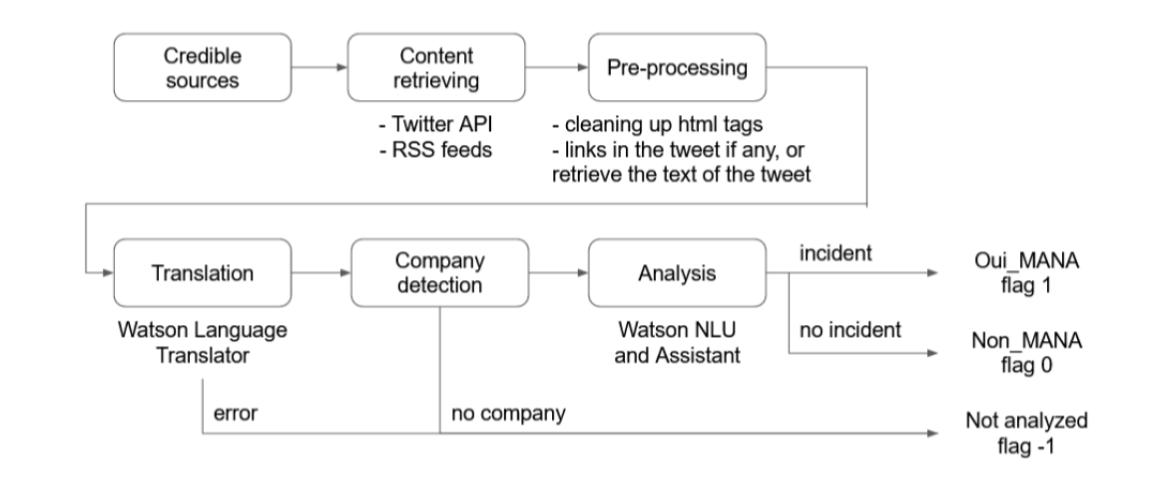 Credible
sources
Content
retrieving
Pre-processing
- Twitter API
- RSS feeds
- cleaning up html tags
- links in the tweet if any, or
retrieve the text of the tweet
Translation
Company
detection
Analysis
incident
Oui_MANA
flag 1
Watson Language
Translator
Watson NLU
and Assistant
no incident
Non_MANA
flag 0
error
no company
Not analyzed
flag -1